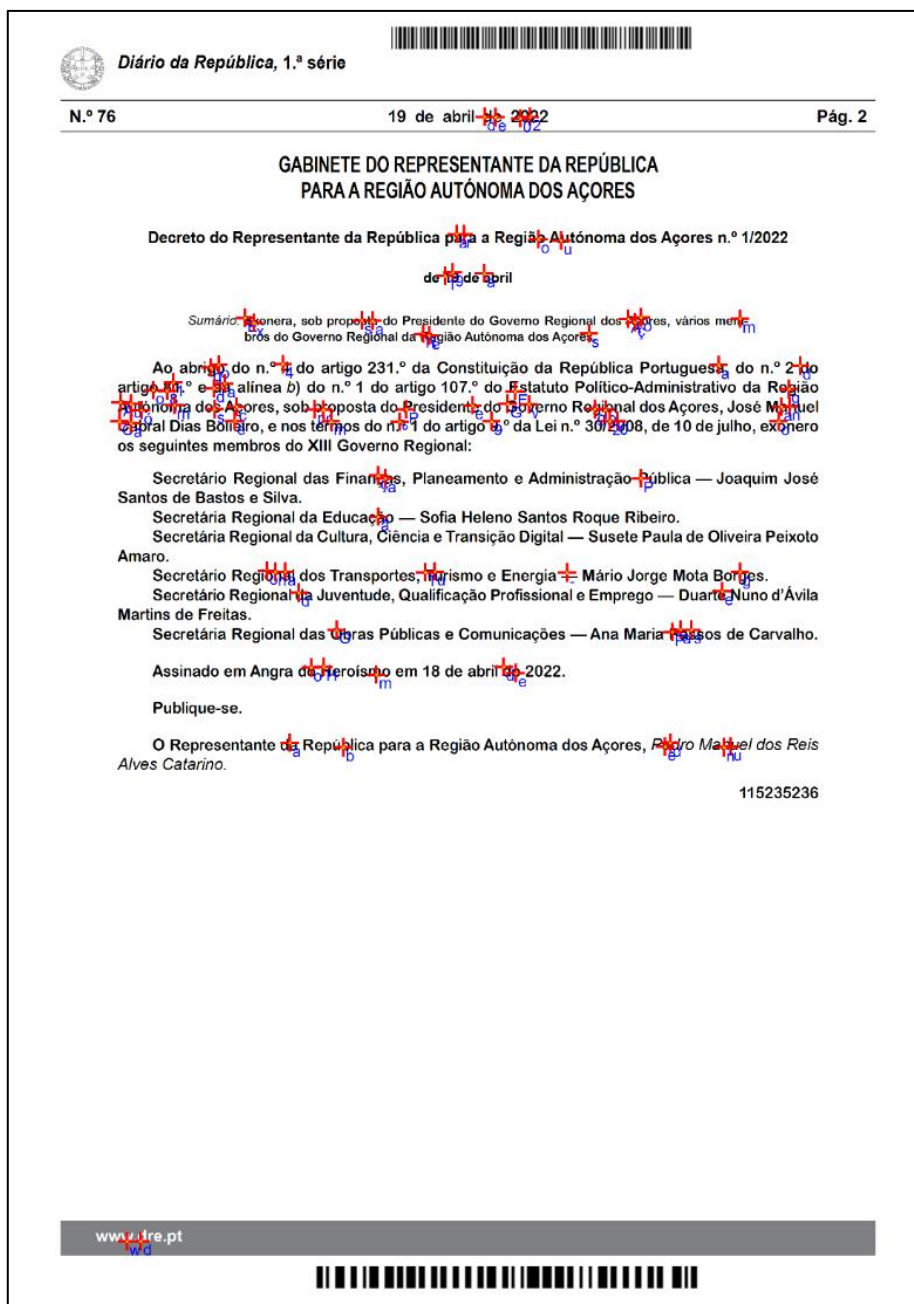 Diário da República, 1.ª série
N.º 76 19 de abril de 2022 Pág. 2
GABINETE DO REPRESENTANTE DA REPÚBLICA
PARA A REGIÃO AUTÓNOMA DOS AÇORES
Decreto do Representante da República para a Região Autónoma dos Açores n.º 1/2022
de 19 de abril
Sumário: Exonera, sob proposta do Presidente do Governo Regional dos Açores, vários mem-
bros do Governo Regional da Região Autónoma dos Açores.
Ao abrigo do n.º 4 do artigo 231.º da Constituição da República Portuguesa, do n.º 2 do
artigo 81.º e da alínea b) do n.º 1 do artigo 107.º do Estatuto Político-Administrativo da Região
Autónoma dos Açores, sob proposta do Presidente do Governo Regional dos Açores, José Manuel
Cabral Dias Bolieiro, e nos termos do n.º 1 do artigo 9.º da Lei n.º 30/2008, de 10 de julho, exonero
os seguintes membros do XIII Governo Regional:
Secretário Regional das Finanças, Planeamento e Administração Pública — Joaquim José
Santos de Bastos e Silva.
Secretária Regional da Educação — Sofia Heleno Santos Roque Ribeiro.
Secretária Regional da Cultura, Ciência e Transição Digital — Susete Paula de Oliveira Peixoto
Amaro.
Secretário Regional dos Transportes, Turismo e Energia — Mário Jorge Mota Borges.
Secretário Regional da Juventude, Qualificação Profissional e Emprego — Duarte Nuno d'Ávila
Martins de Freitas.
Secretária Regional das Obras Públicas e Comunicações — Ana Maria Passos de Carvalho.
Assinado em Angra do Heroísmo em 18 de abril de 2022.
Publique-se.
O Representante da República para a Região Autónoma dos Açores, Pedro Manuel dos Reis
Alves Catarino.
115235236
www.dre.pt